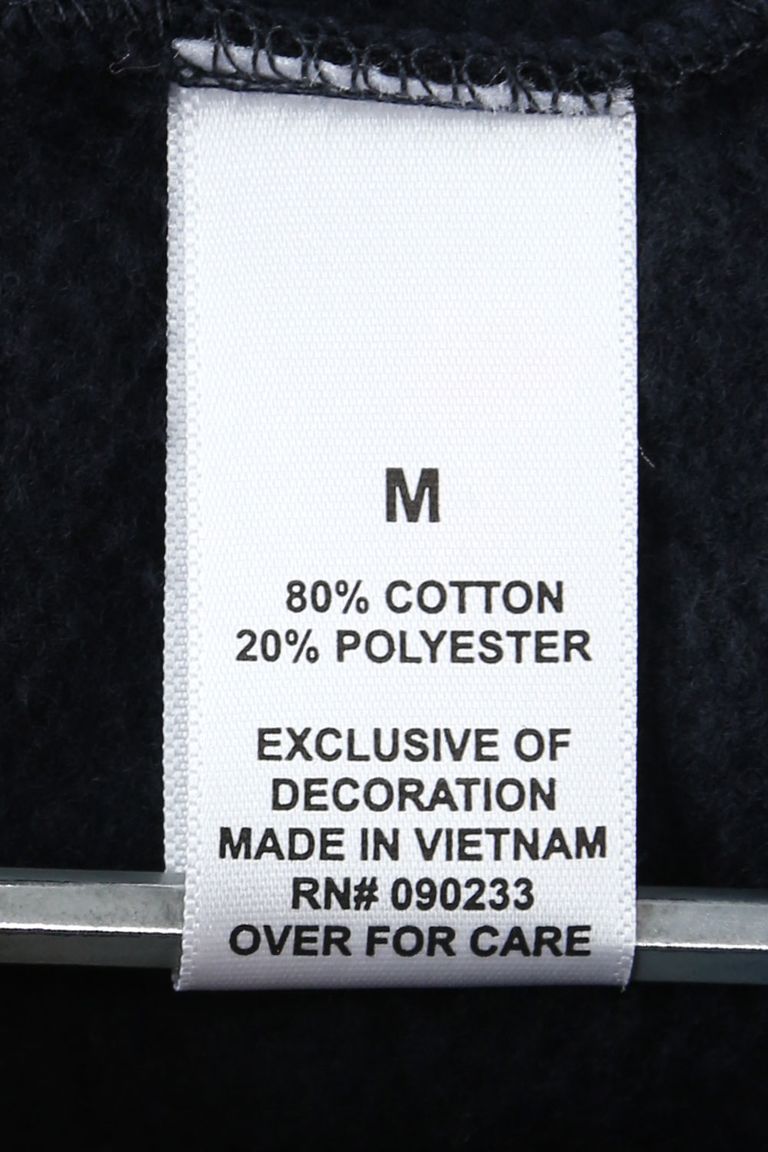 M
80% COTTON
20% POLYESTER
EXCLUSIVE OF
DECORATION
MADE IN VIETNAM
RN# 090233
OVER FOR CARE